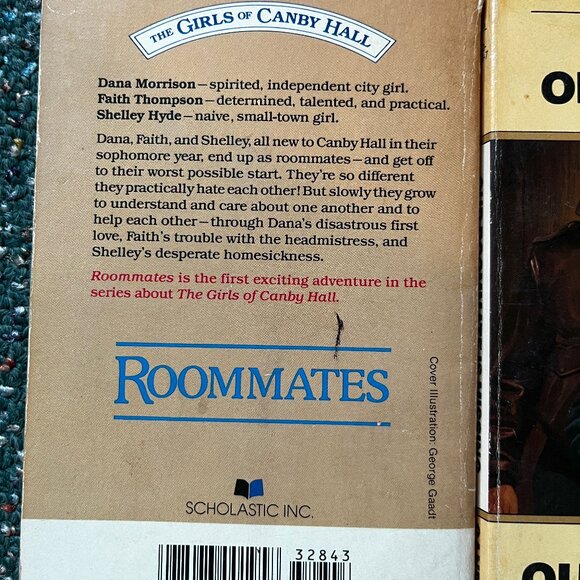 THE GIRLS OF CANBY HALL
Dana Morrison—spirited, independent city girl.
Faith Thompson—determined, talented, and practical.
Shelley Hyde—naive, small-town girl.
Dana, Faith, and Shelley, all new to Canby Hall in their
sophomore year, end up as roommates—and get off
to their worst possible start. They're so different
they practically hate each other! But slowly they grow
to understand and care about one another and to
help each other—through Dana's disastrous first
love, Faith's trouble with the headmistress, and
Shelley's desperate homesickness.
Roommates is the first exciting adventure in the
series about The Girls of Canby Hall.
ROOMMATES
Cover Illustration: George Gaadt
SCHOLASTIC INC.
32843